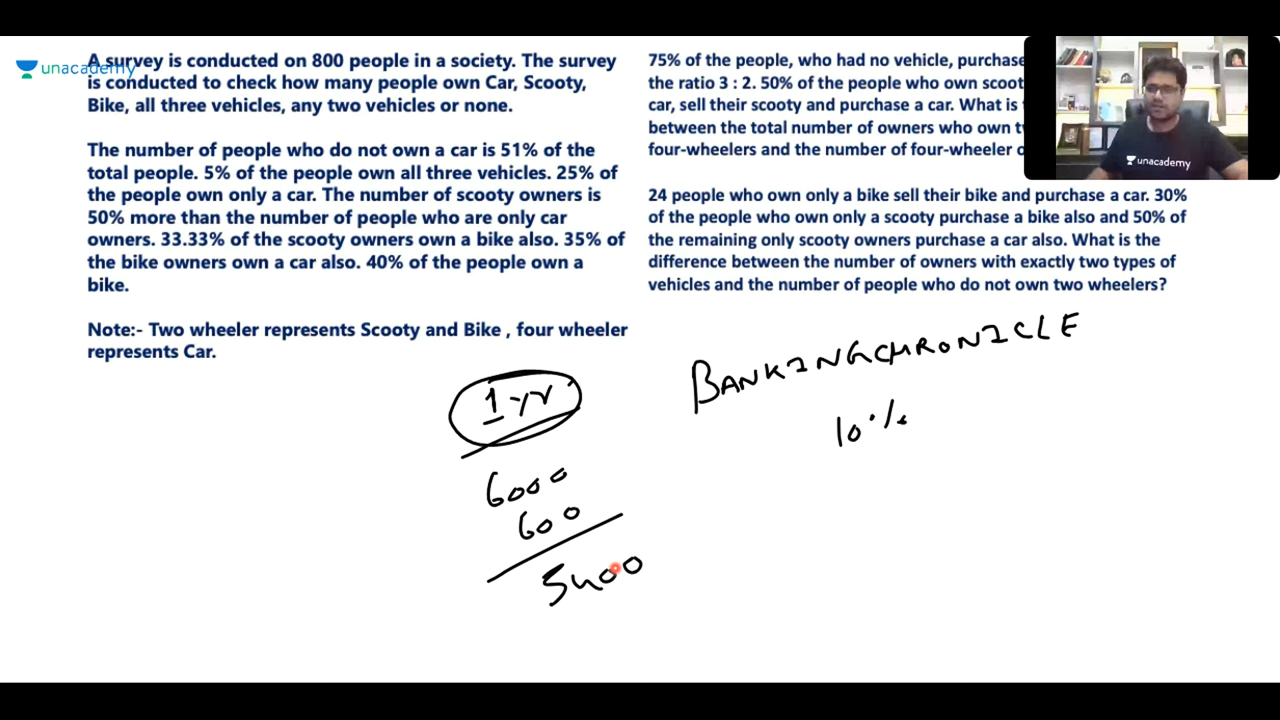 A survey is conducted on 800 people in a society. The survey
is conducted to check how many people own Car, Scooty,
Bike, all three vehicles, any two vehicles or none.
unacademy
The number of people who do not own a car is 51% of the
total people. 5% of the people own all three vehicles. 25% of
the people own only a car. The number of scooty owners is
50% more than the number of people who are only car
owners. 33.33% of the scooty owners own a bike also. 35% of
the bike owners own a car also. 40% of the people own a
bike.
Note:- Two wheeler represents Scooty and Bike , four wheeler
represents Car.
75% of the people, who had no vehicle, purchase
the ratio 3 : 2. 50% of the people who own scoot
car, sell their scooty and purchase a car. What is
between the total number of owners who own
four-wheelers and the number of four-wheeler
unacademy
24 people who own only a bike sell their bike and purchase a car. 30%
of the people who own only a scooty purchase a bike also and 50% of
the remaining only scooty owners purchase a car also. What is the
difference between the number of owners with exactly two types of
vehicles and the number of people who do not own two wheelers?
BANKINGCHRONICLE
10%
1 yr
6000
600
5400